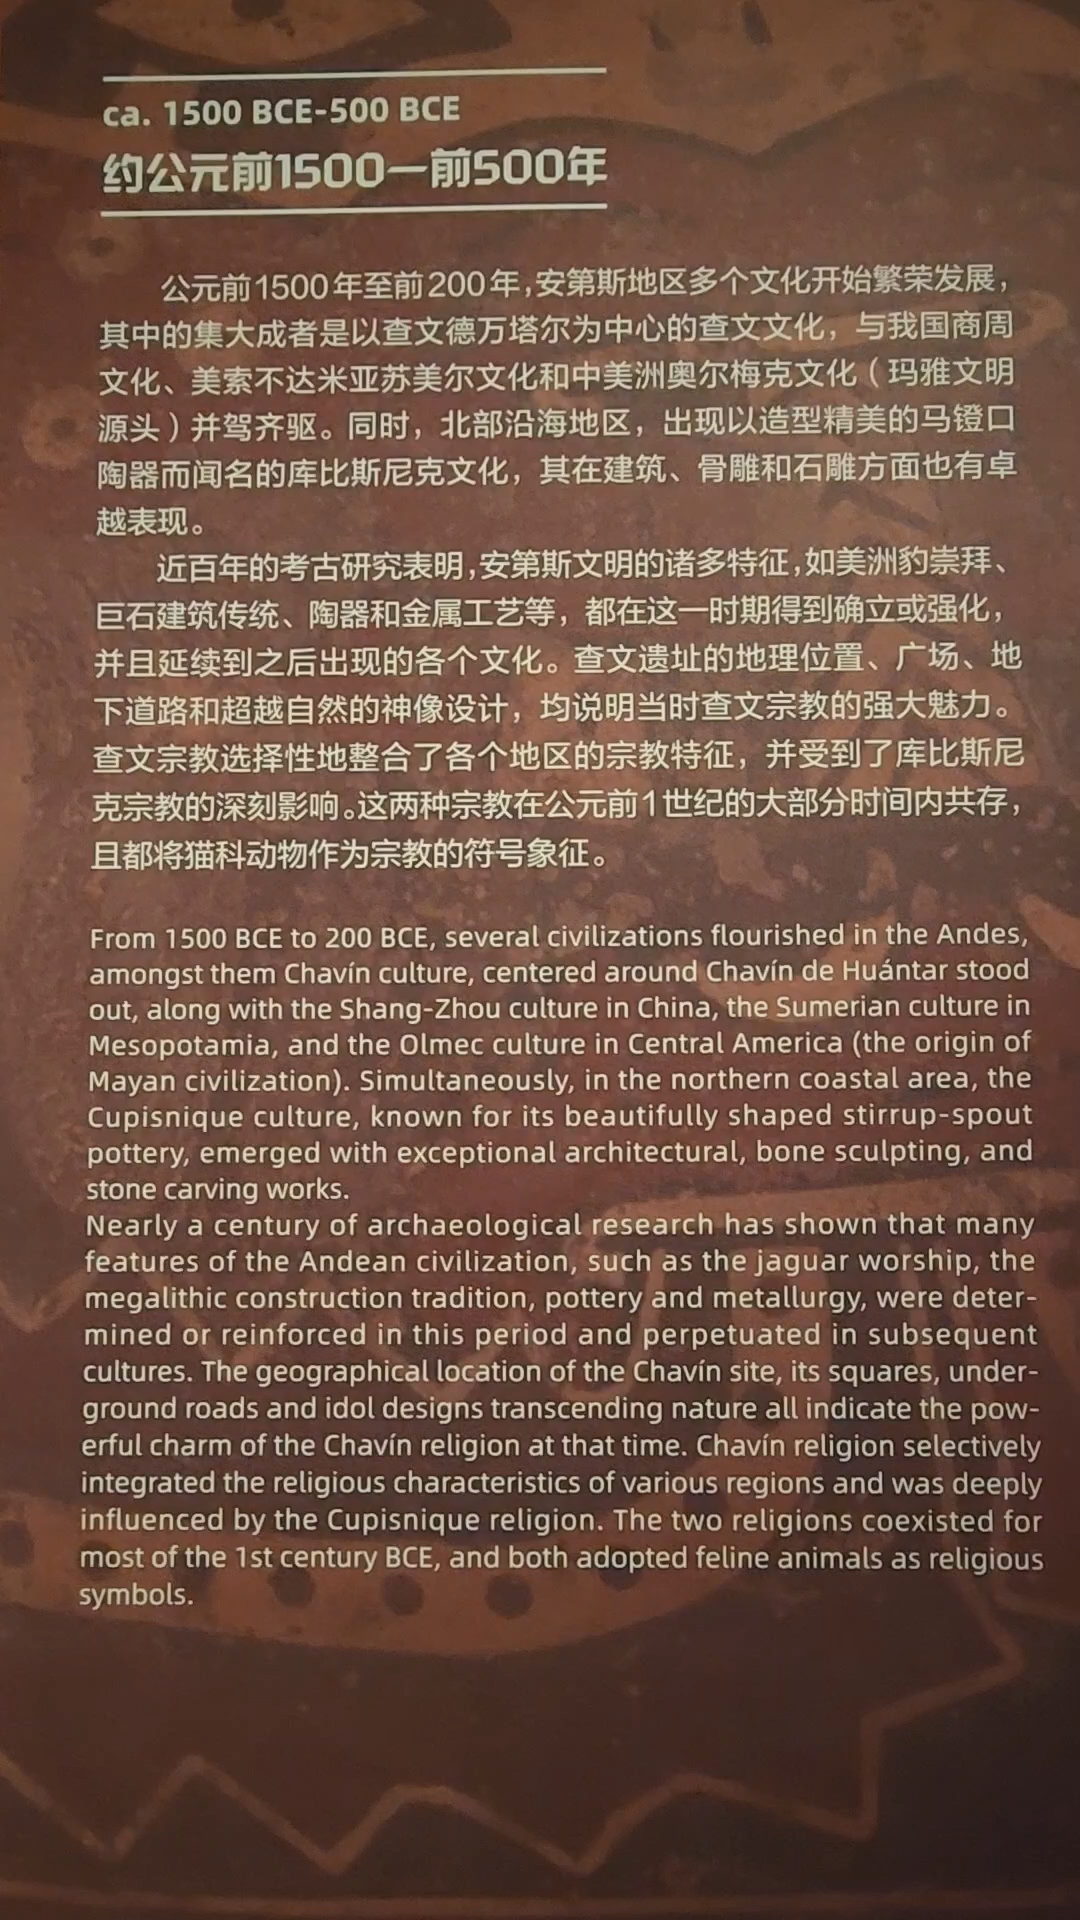 ca. 1500 BCE-500 BCE
约公元前1500—前500年
公元前1500年至前200年，安第斯地区多个文化开始繁荣发展，
其中的集大成者是以查文德万塔尔为中心的查文文化，与我国商周
文化、美索不达米亚苏美尔文化和中美洲奥尔梅克文化（玛雅文明
源头）并驾齐驱。同时，北部沿海地区，出现以造型精美的马镫口
陶器而闻名的库比斯尼克文化，其在建筑、骨雕和石雕方面也有卓
越表现。
近百年的考古研究表明，安第斯文明的诸多特征，如美洲豹崇拜、
巨石建筑传统、陶器和金属工艺等，都在这一时期得到确立或强化，
并且延续到之后出现的各个文化。查文遗址的地理位置、广场、地
下道路和超越自然的神像设计，均说明当时查文宗教的强大魅力。
查文宗教选择性地整合了各个地区的宗教特征，并受到了库比斯尼
克宗教的深刻影响。这两种宗教在公元前1世纪的大部分时间内共存，
且都将猫科动物作为宗教的符号象征。
From 1500 BCE to 200 BCE, several civilizations flourished in the Andes,
amongst them Chavín culture, centered around Chavín de Huántar stood
out, along with the Shang-Zhou culture in China, the Sumerian culture in
Mesopotamia, and the Olmec culture in Central America (the origin of
Mayan civilization). Simultaneously, in the northern coastal area, the
Cupisnique culture, known for its beautifully shaped stirrup-spout
pottery, emerged with exceptional architectural, bone sculpting, and
stone carving works.
Nearly a century of archaeological research has shown that many
features of the Andean civilization, such as the jaguar worship, the
megalithic construction tradition, pottery and metallurgy, were deter-
mined or reinforced in this period and perpetuated in subsequent
cultures. The geographical location of the Chavín site, its squares, under-
ground roads and idol designs transcending nature all indicate the pow-
erful charm of the Chavín religion at that time. Chavín religion selectively
integrated the religious characteristics of various regions and was deeply
influenced by the Cupisnique religion. The two religions coexisted for
most of the 1st century BCE, and both adopted feline animals as religious
symbols.